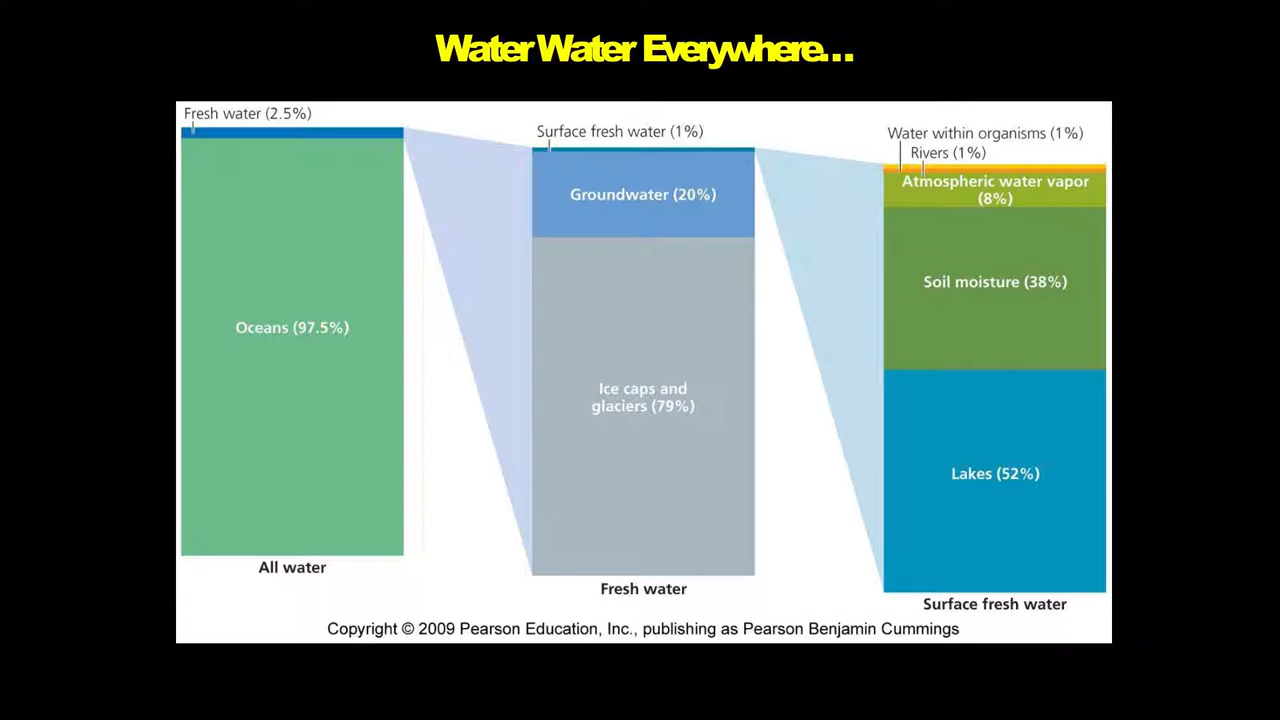 Water Water Everywhere...
Fresh water (2.5%)
Oceans (97.5%)
All water
Surface fresh water (1%)
Groundwater (20%)
Ice caps and
glaciers (79%)
Fresh water
Water within organisms (1%)
Rivers (1%)
Atmospheric water vapor
(8%)
Soil moisture (38%)
Lakes (52%)
Surface fresh water
Copyright © 2009 Pearson Education, Inc., publishing as Pearson Benjamin Cummings